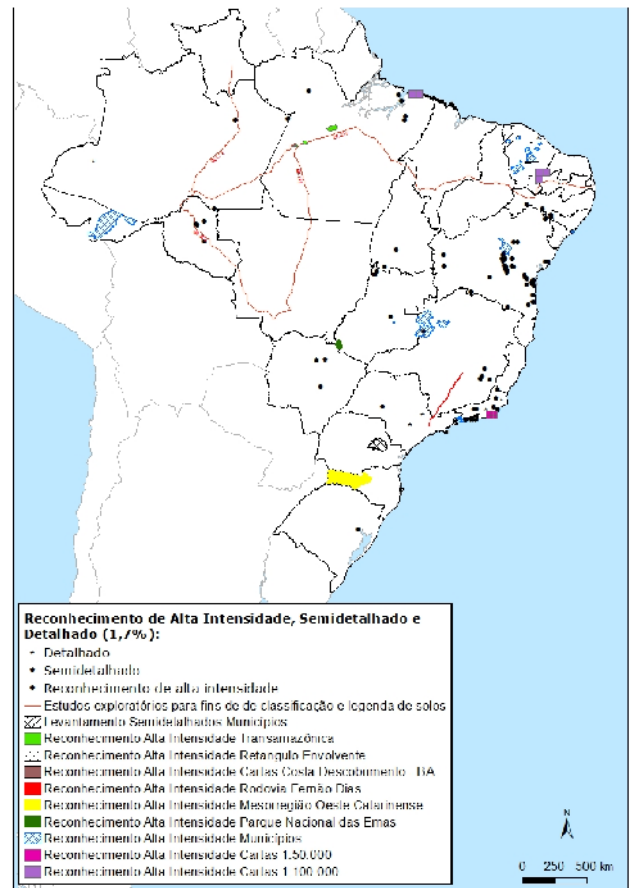 Reconhecimento de Alta Intensidade, Semidetalhado e
Detalhado (1,7%):
Detalhado
Semidetalhado
Reconhecimento de alta intensidade
Estudos exploratórios para fins de de classificação e legenda de solos
Levantamento Semidetalhados Municípios
Reconhecimento Alta Intensidade Transamazônica
Reconhecimento Alta Intensidade Retangulo Envolvente
Reconhecimento Alta Intensidade Cartas Costa Descobrimento - BA
Reconhecimento Alta Intensidade Rodovia Fernão Dias
Reconhecimento Alta Intensidade Mesorregião Oeste Catarinense
Reconhecimento Alta Intensidade Parque Nacional das Emas
Reconhecimento Alta Intensidade Municípios
Reconhecimento Alta Intensidade Cartas 1:50.000
Reconhecimento Alta Intensidade Cartas 1:100.000
N
0 250 500 km